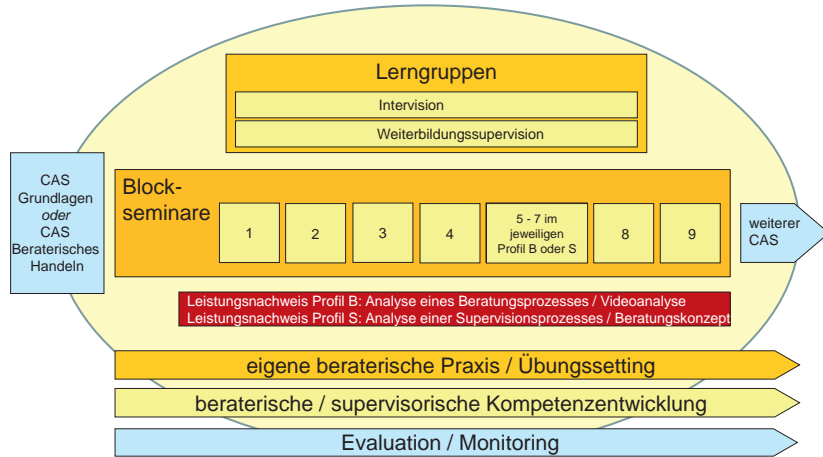 Lerngruppen
Intervision
Weiterbildungssupervision
CAS
Grundlagen
oder
CAS
Beraterisches
Handeln
Block-
seminare
1
2
3
4
5 - 7 im
jeweiligen
Profil B oder S
8
9
weiterer
CAS
Leistungsnachweis Profil B: Analyse eines Beratungsprozesses / Videoanalyse
Leistungsnachweis Profil S: Analyse einer Supervisionsprozesses / Beratungskonzept
eigene beraterische Praxis / Übungssetting
beraterische / supervisorische Kompetenzentwicklung
Evaluation / Monitoring